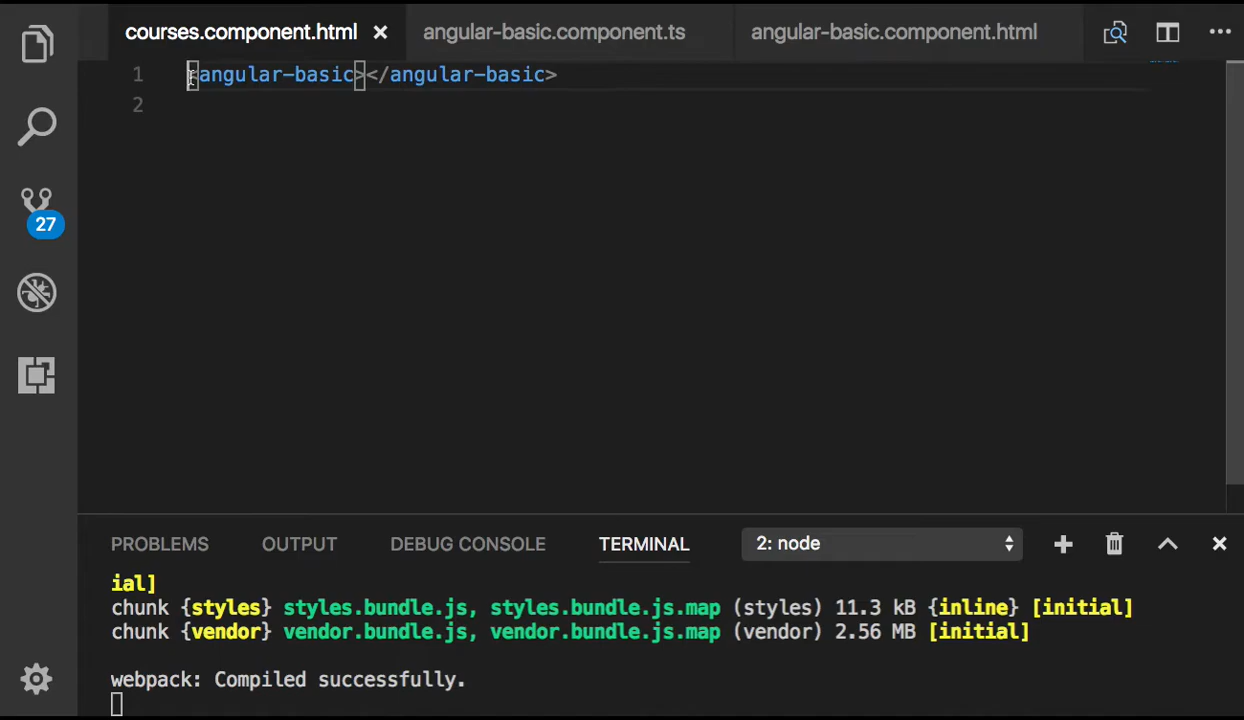 courses.component.html × angular-basic.component.ts angular-basic.component.html ...
1 <angular-basic></angular-basic>
2
27
PROBLEMS OUTPUT DEBUG CONSOLE TERMINAL 2: node
ial]
chunk {styles} styles.bundle.js, styles.bundle.js.map (styles) 11.3 kB {inline} [initial]
chunk {vendor} vendor.bundle.js, vendor.bundle.js.map (vendor) 2.56 MB [initial]
webpack: Compiled successfully.